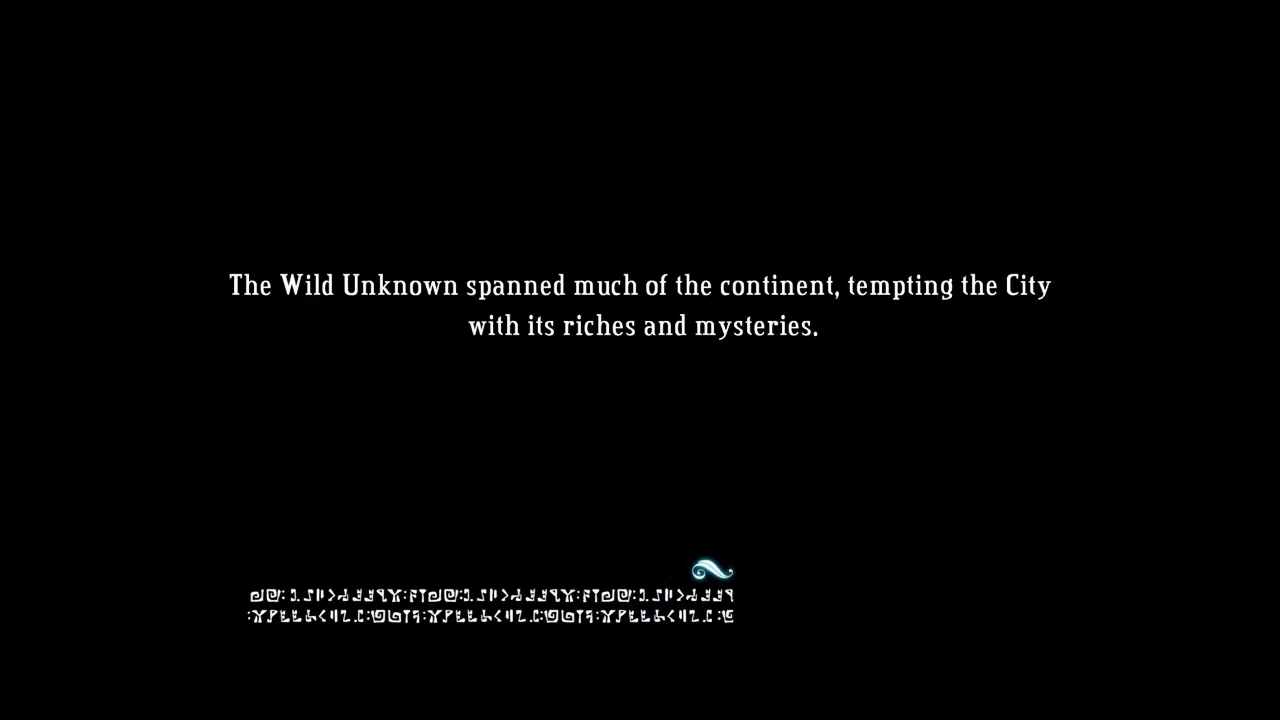 The Wild Unknown spanned much of the continent, tempting the City
with its riches and mysteries.